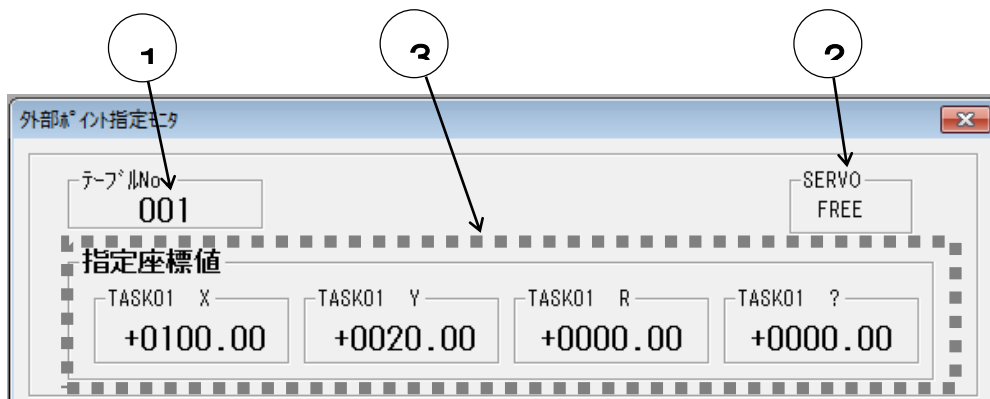 1
3
2
外部ﾎﾟｲﾝﾄ指定ﾓﾆﾀ
ﾃｰﾌﾞﾙNo
001
SERVO
FREE
指定座標値
TASK01 X
+0100.00
TASK01 Y
+0020.00
TASK01 R
+0000.00
TASK01 ?
+0000.00